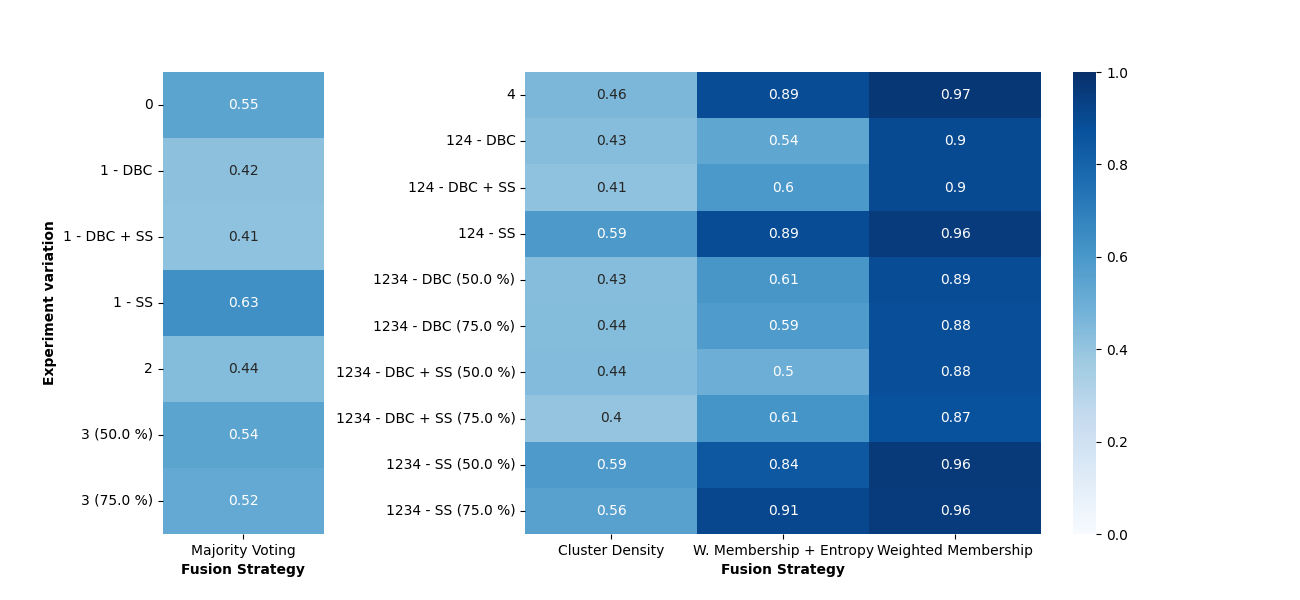 Experiment variation
0 0.55
1 - DBC 0.42
1 - DBC + SS 0.41
1 - SS 0.63
2 0.44
3 (50.0 %) 0.54
3 (75.0 %) 0.52
Majority Voting
Fusion Strategy
4 0.46 0.89 0.97
124 - DBC 0.43 0.54 0.9
124 - DBC + SS 0.41 0.6 0.9
124 - SS 0.59 0.89 0.96
1234 - DBC (50.0 %) 0.43 0.61 0.89
1234 - DBC (75.0 %) 0.44 0.59 0.88
1234 - DBC + SS (50.0 %) 0.44 0.5 0.88
1234 - DBC + SS (75.0 %) 0.4 0.61 0.87
1234 - SS (50.0 %) 0.59 0.84 0.96
1234 - SS (75.0 %) 0.56 0.91 0.96
Cluster Density W. Membership + Entropy Weighted Membership
Fusion Strategy
1.0
0.8
0.6
0.4
0.2
0.0